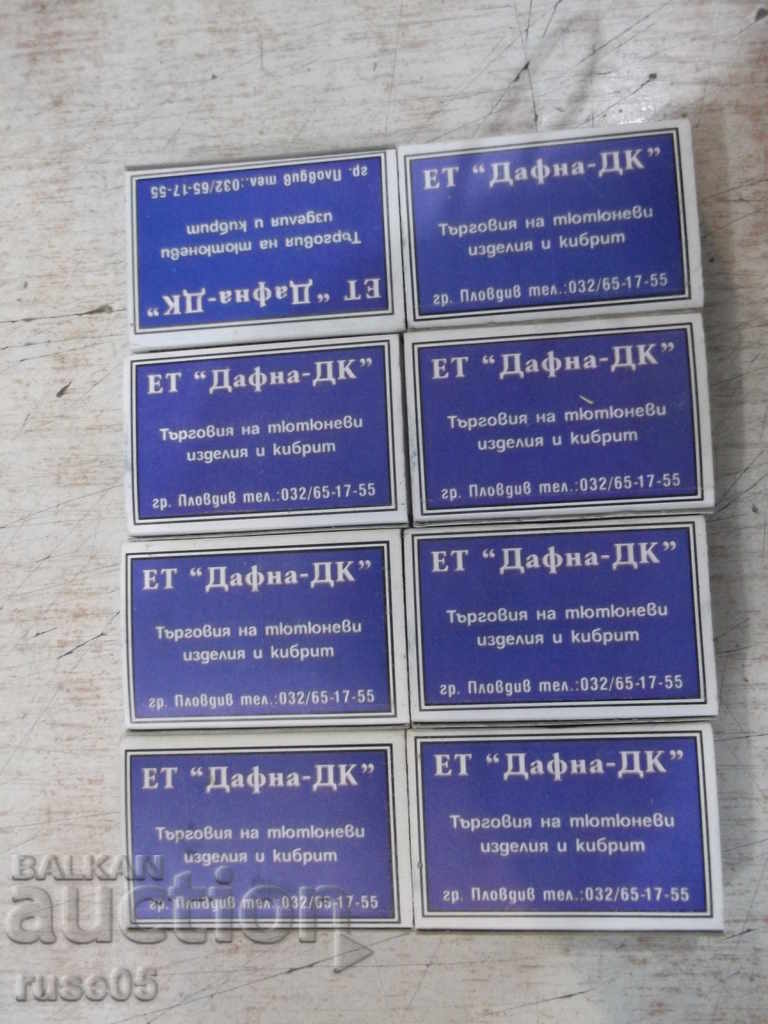 ЕТ “Дафна-ДК”
Търговия на тютюневи
изделия и кибрит
гр. Пловдив тел.:032/65-17-55
ЕТ “Дафна-ДК”
Търговия на тютюневи
изделия и кибрит
гр. Пловдив тел.:032/65-17-55
ЕТ “Дафна-ДК”
Търговия на тютюневи
изделия и кибрит
гр. Пловдив тел.:032/65-17-55
ЕТ “Дафна-ДК”
Търговия на тютюневи
изделия и кибрит
гр. Пловдив тел.:032/65-17-55
ЕТ “Дафна-ДК”
Търговия на тютюневи
изделия и кибрит
гр. Пловдив тел.:032/65-17-55
ЕТ “Дафна-ДК”
Търговия на тютюневи
изделия и кибрит
гр. Пловдив тел.:032/65-17-55
ЕТ “Дафна-ДК”
Търговия на тютюневи
изделия и кибрит
гр. Пловдив тел.:032/65-17-55
ЕТ “Дафна-ДК”
Търговия на тютюневи
изделия и кибрит
гр. Пловдив тел.:032/65-17-55
BALKAN
auction
ruse05